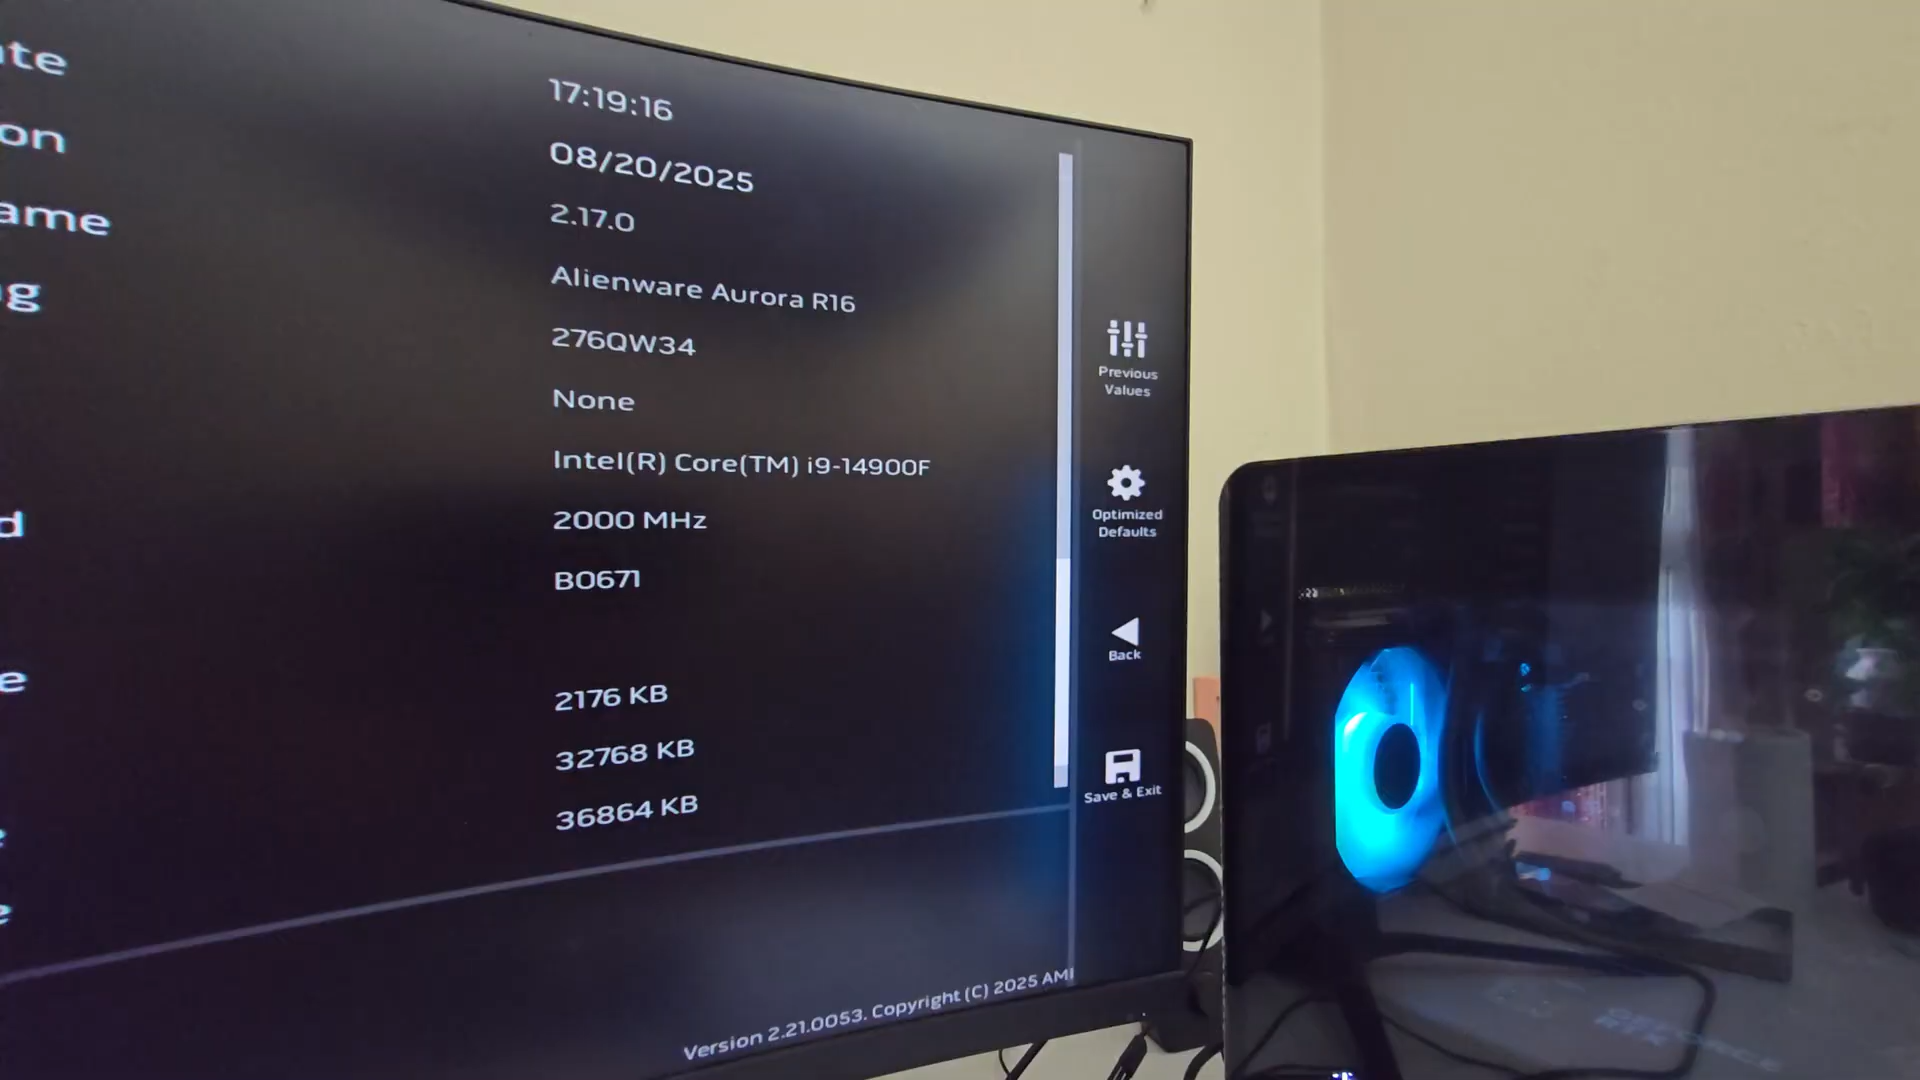 te
17:19:16
on
08/20/2025
ame
2.17.0
g
Alienware Aurora R16
276QW34
None
Intel(R) Core(TM) i9-14900F
d
2000 MHz
B0671
e
2176 KB
32768 KB
36864 KB
Previous
Values
Optimized
Defaults
Back
Save & Exit
Version 2.21.0053. Copyright (C) 2025 AMI